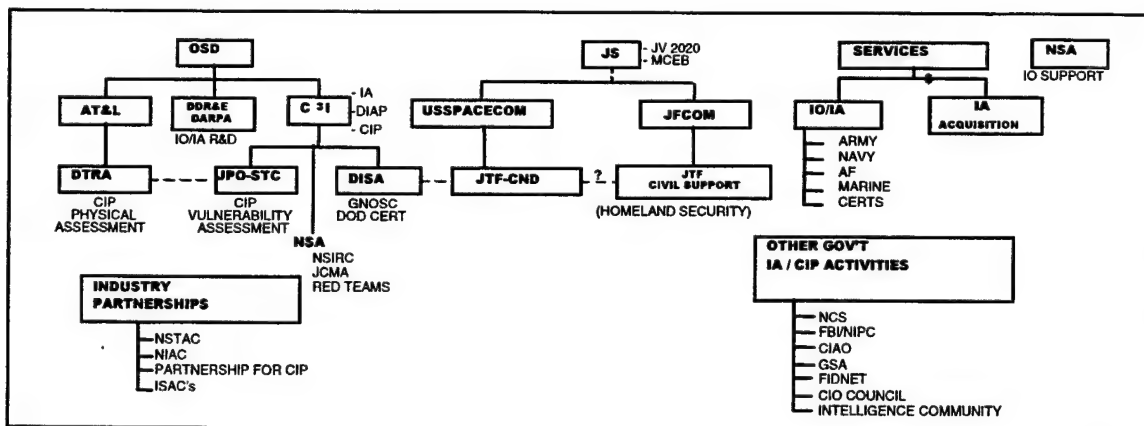 OSD
JS
- JV 2020
- MCEB
SERVICES
NSA
IO SUPPORT
AT&L
DDR&E
DARPA
IO/IA R&D
C 3I
- IA
- DIAP
- CIP
USSPACECOM
JFCOM
IO/IA
IA
ACQUISITION
ARMY
NAVY
AF
MARINE
CERTS
DTRA
CIP
PHYSICAL
ASSESSMENT
JPO-STC
CIP
VULNERABILITY
ASSESSMENT
DISA
GNOSC
DOD CERT
JTF-CND
?
JTF
CIVIL SUPPORT
(HOMELAND SECURITY)
NSA
NSIRC
JCMA
RED TEAMS
INDUSTRY
PARTNERSHIPS
NSTAC
NIAC
PARTNERSHIP FOR CIP
ISAC's
OTHER GOV'T
IA / CIP ACTIVITIES
NCS
FBI/NIPC
CIAO
GSA
FIDNET
CIO COUNCIL
INTELLIGENCE COMMUNITY